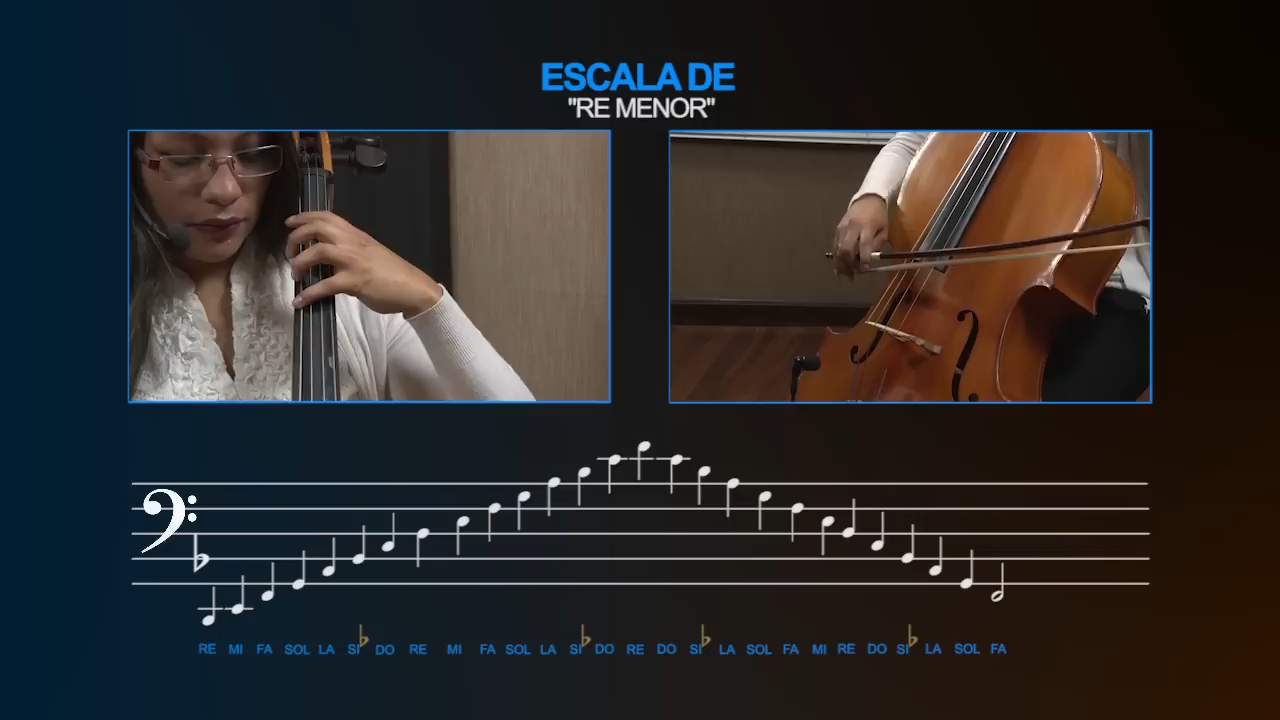 ESCALA DE
"RE MENOR"
RE MI FA SOL LA SI♭ DO RE MI FA SOL LA SI♭ DO RE DO SI♭ LA SOL FA MI RE DO SI♭ LA SOL FA